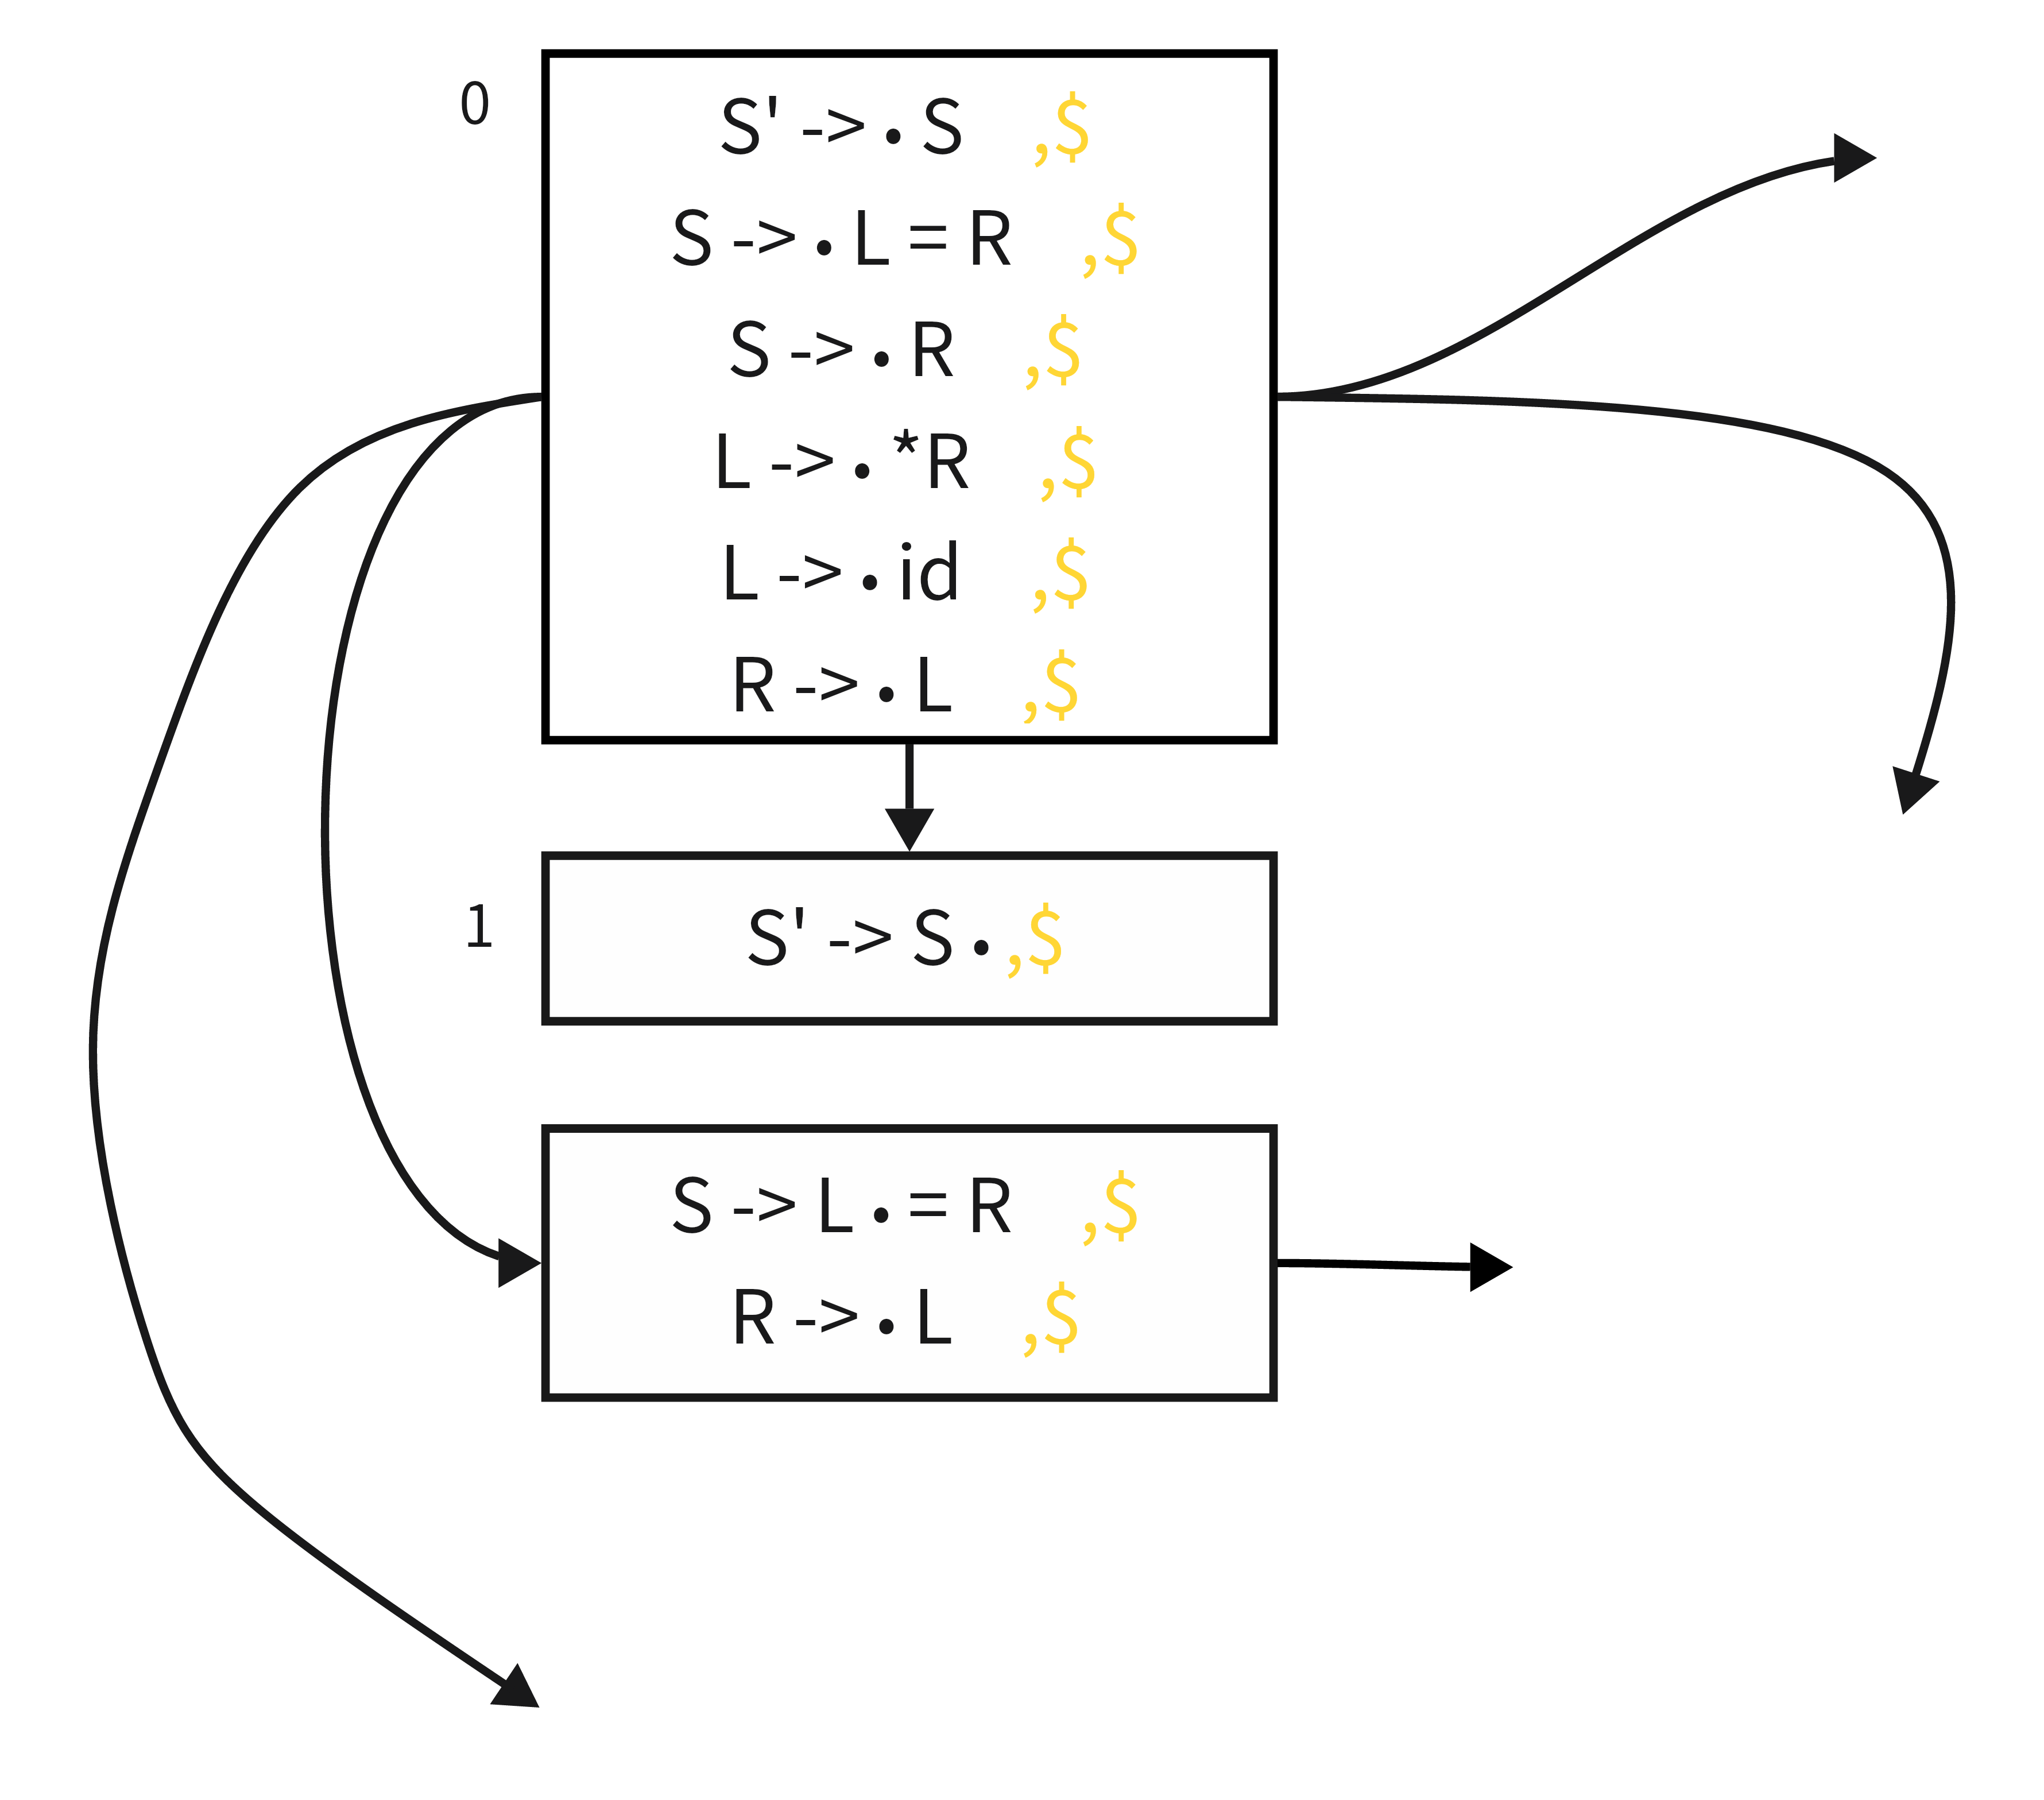 0
S' -> • S ,$
S -> • L = R ,$
S -> • R ,$
L -> • *R ,$
L -> • id ,$
R -> • L ,$
1
S' -> S • ,$
S -> L • = R ,$
R -> • L ,$